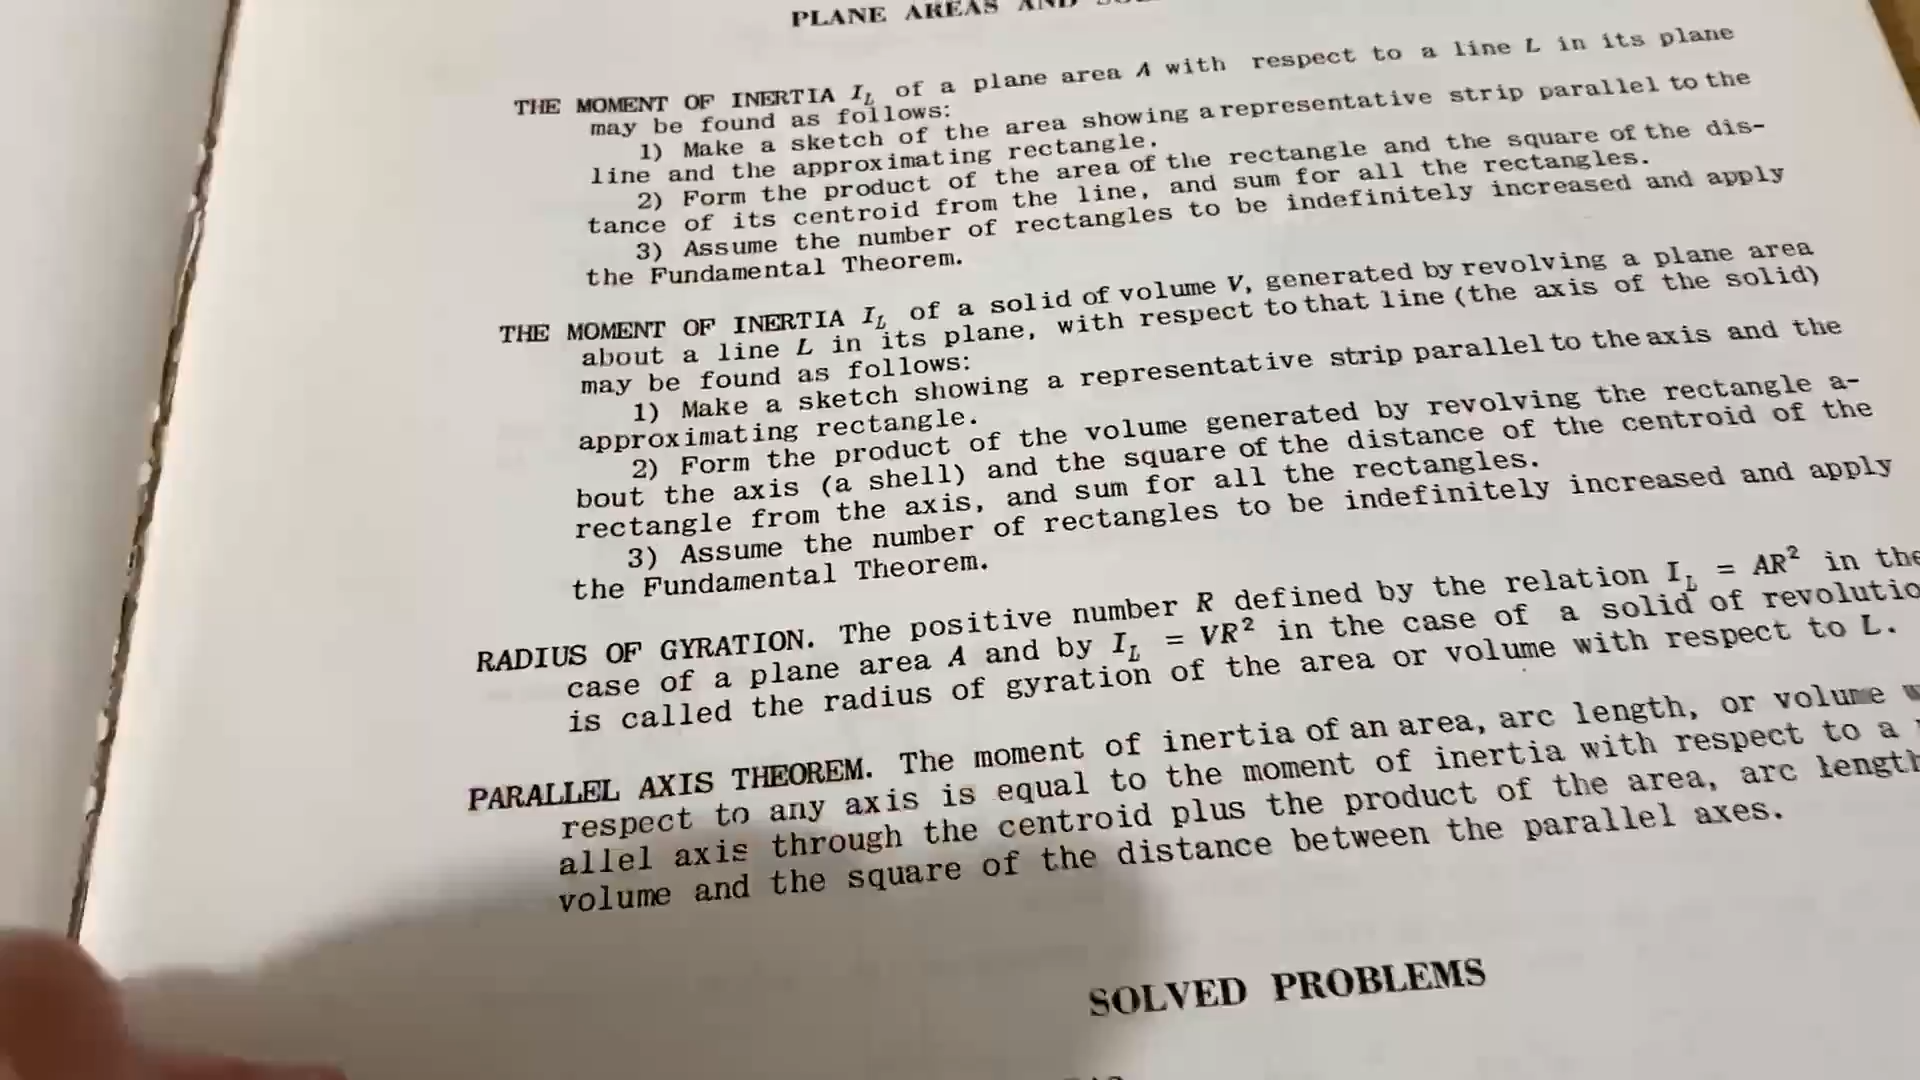 PLANE AREAS AND
THE MOMENT OF INERTIA I_L of a plane area A with respect to a line L in its plane
may be found as follows:
1) Make a sketch of the area showing a representative strip parallel to the
line and the approximating rectangle.
2) Form the product of the area of the rectangle and the square of the dis-
tance of its centroid from the line, and sum for all the rectangles.
3) Assume the number of rectangles to be indefinitely increased and apply
the Fundamental Theorem.
THE MOMENT OF INERTIA I_L of a solid of volume V, generated by revolving a plane area
about a line L in its plane, with respect to that line (the axis of the solid)
may be found as follows:
1) Make a sketch showing a representative strip parallel to the axis and the
approximating rectangle.
2) Form the product of the volume generated by revolving the rectangle a-
bout the axis (a shell) and the square of the distance of the centroid of the
rectangle from the axis, and sum for all the rectangles.
3) Assume the number of rectangles to be indefinitely increased and apply
the Fundamental Theorem.
RADIUS OF GYRATION. The positive number R defined by the relation I_L = AR² in the
case of a plane area A and by I_L = VR² in the case of a solid of revolutio
is called the radius of gyration of the area or volume with respect to L.
PARALLEL AXIS THEOREM. The moment of inertia of an area, arc length, or volume
respect to any axis is equal to the moment of inertia with respect to a
allel axis through the centroid plus the product of the area, arc length
volume and the square of the distance between the parallel axes.
SOLVED PROBLEMS